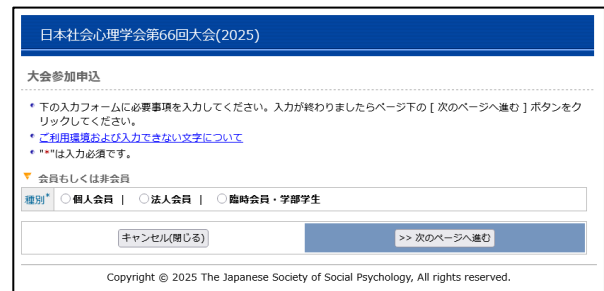 日本社会心理学会第66回大会(2025)
大会参加申込
下の入力フォームに必要事項を入力してください。入力が終わりましたらページ下の [ 次のページへ進む ] ボタンをク
リックしてください。
ご利用環境および入力できない文字について
"*"は入力必須です。
会員もしくは非会員
種別* 個人会員 | 法人会員 | 臨時会員・学部学生
キャンセル(閉じる) >> 次のページへ進む
Copyright © 2025 The Japanese Society of Social Psychology, All rights reserved.